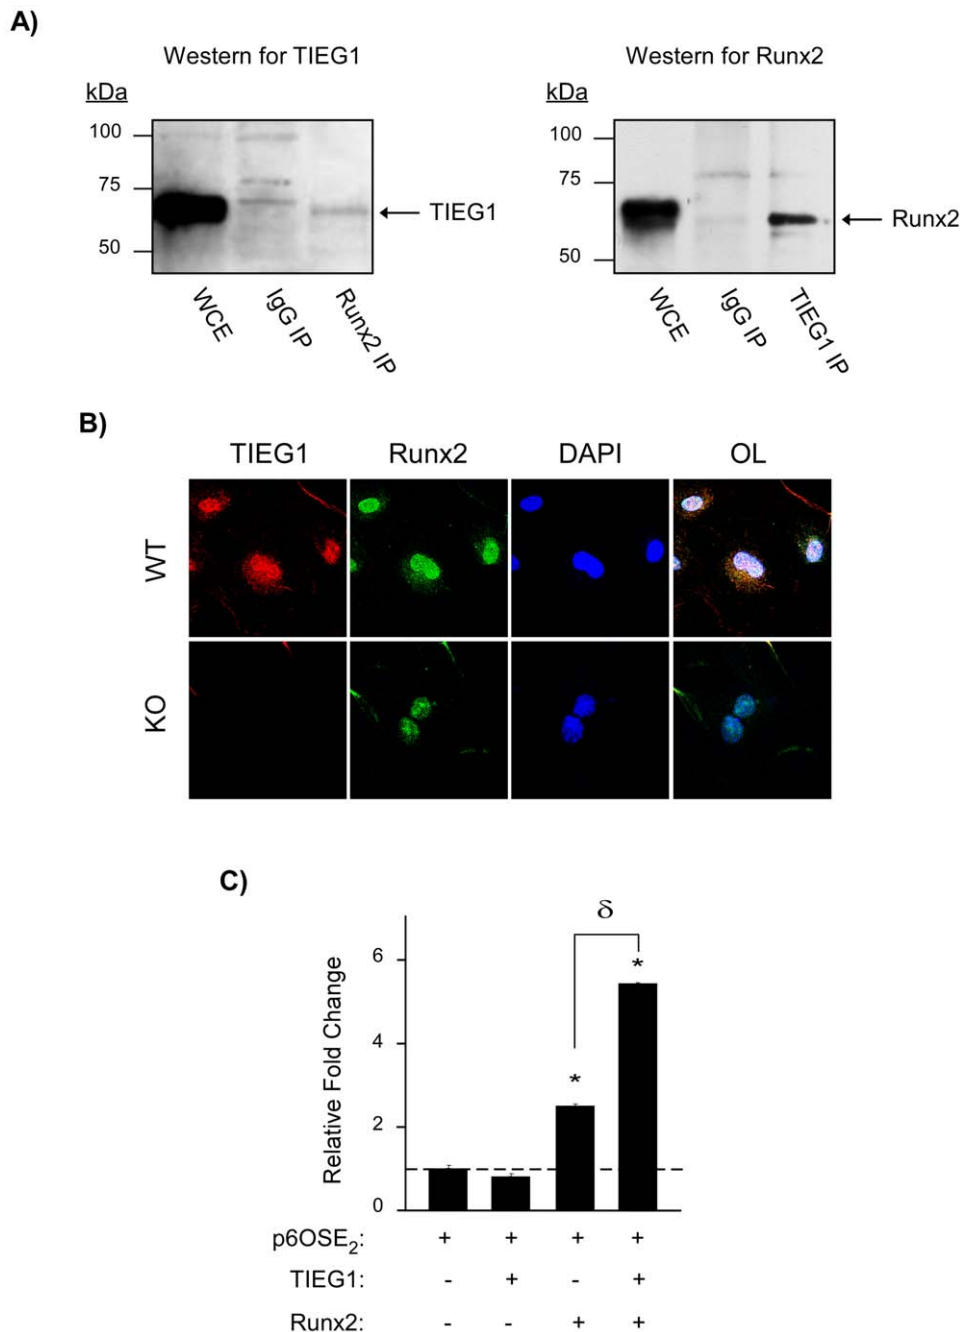 A)
Western for TIEG1
Western for Runx2
kDa
100
75
50
TIEG1
WCE
IgG IP
Runx2 IP
kDa
100
75
50
Runx2
WCE
IgG IP
TIEG1 IP
B)
TIEG1 Runx2 DAPI OL
WT
KO
C)
δ
* *
Relative Fold Change
6
4
2
0
p6OSE2: + + + +
TIEG1: - + - +
Runx2: - - + +